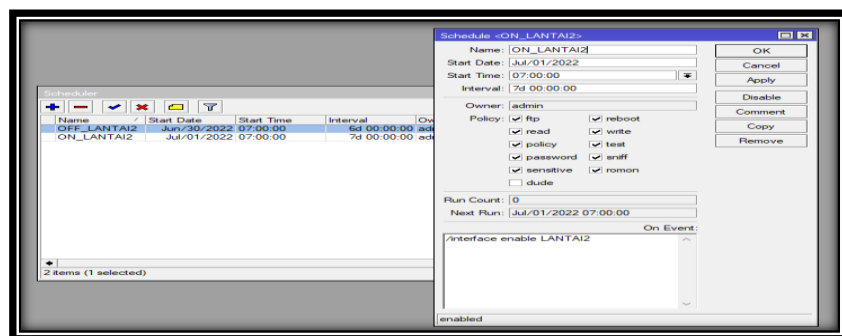 Scheduler
Name Start Date Start Time Interval Ow
OFF_LANTAI2 Jun/30/2022 07:00:00 6d 00:00:00 adr
ON_LANTAI2 Jul/01/2022 07:00:00 7d 00:00:00 adr
2 items (1 selected)
Schedule <ON_LANTAI2>
Name: ON_LANTAI2
Start Date: Jul/01/2022
Start Time: 07:00:00
Interval: 7d 00:00:00
Owner: admin
Policy: ftp reboot
read write
policy test
password sniff
sensitive romon
dude
Run Count: 0
Next Run: Jul/01/2022 07:00:00
On Event:
/interface enable LANTAI2
enabled
OK
Cancel
Apply
Disable
Comment
Copy
Remove